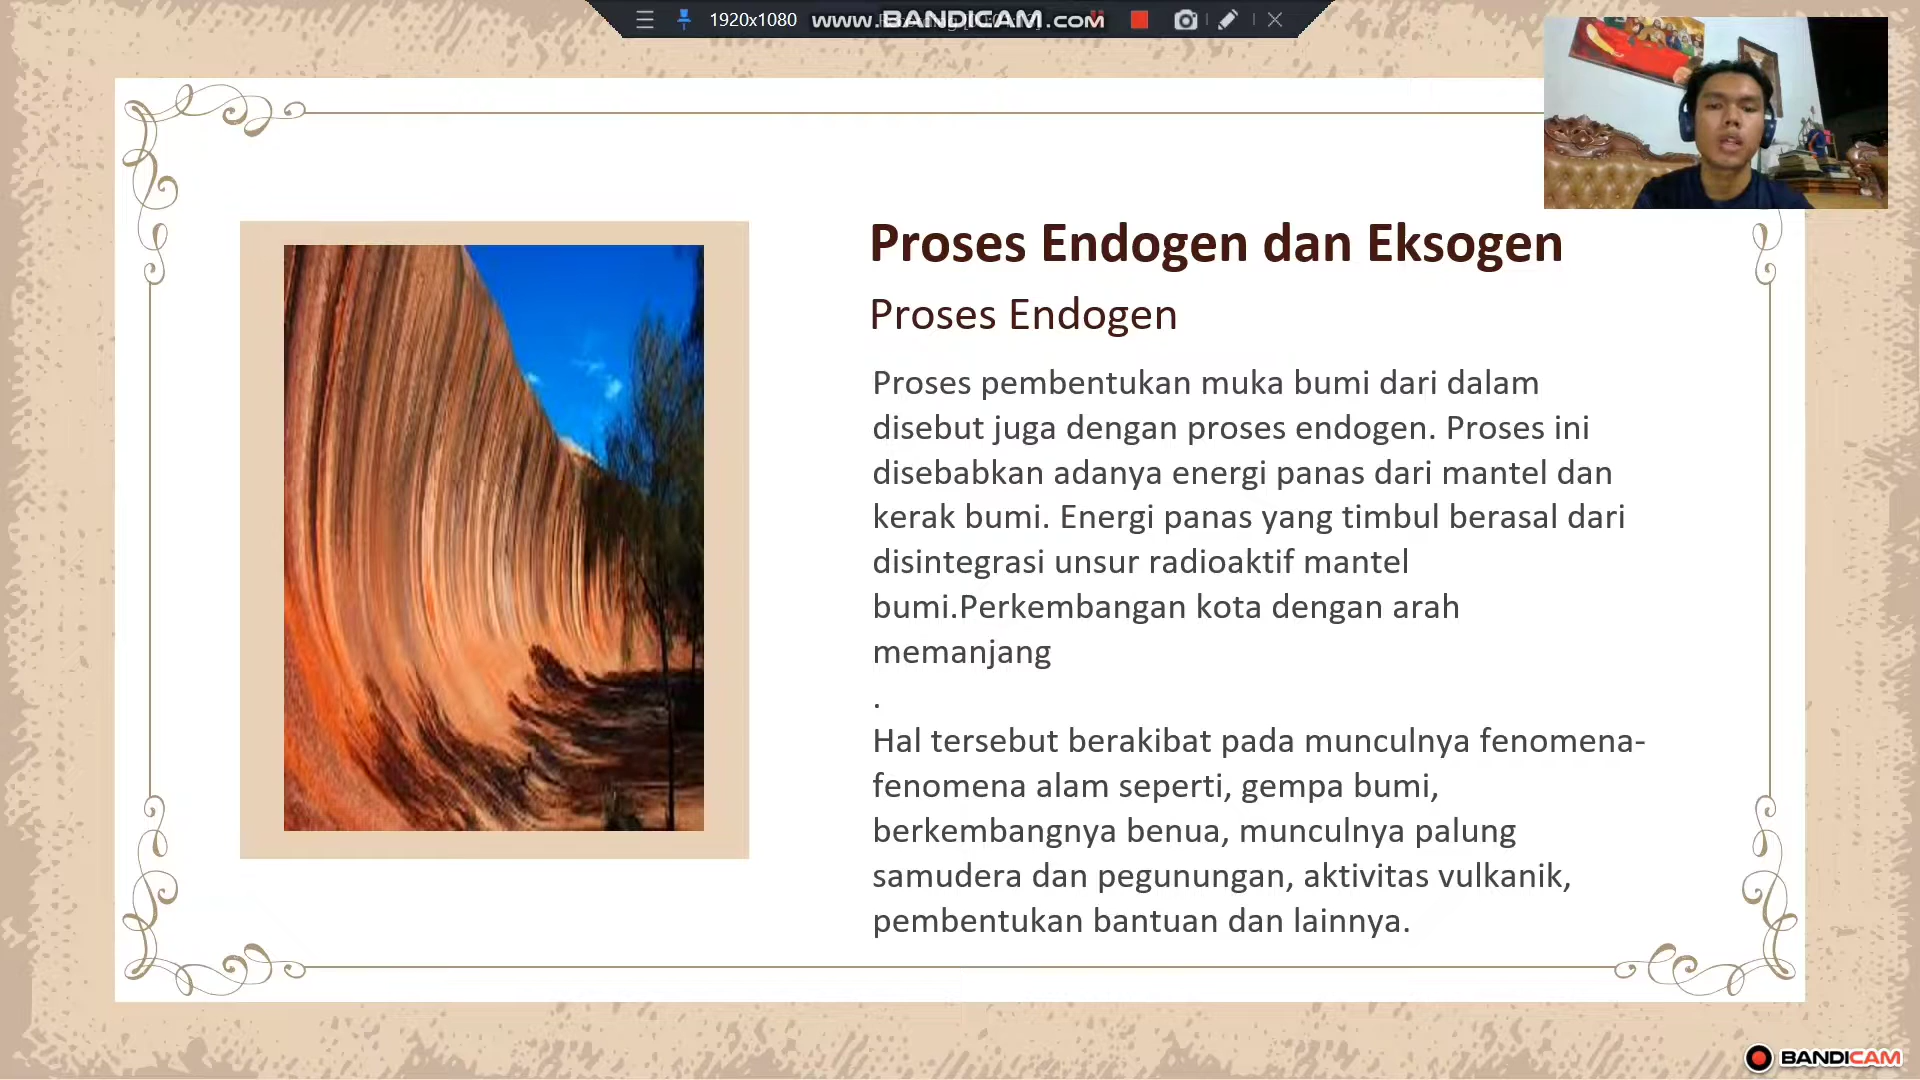 1920x1080
www.BANDICAM.com
Proses Endogen dan Eksogen
Proses Endogen
Proses pembentukan muka bumi dari dalam
disebut juga dengan proses endogen. Proses ini
disebabkan adanya energi panas dari mantel dan
kerak bumi. Energi panas yang timbul berasal dari
disintegrasi unsur radioaktif mantel
bumi.Perkembangan kota dengan arah
memanjang
.
Hal tersebut berakibat pada munculnya fenomena-
fenomena alam seperti, gempa bumi,
berkembangnya benua, munculnya palung
samudera dan pegunungan, aktivitas vulkanik,
pembentukan bantuan dan lainnya.
BANDICAM